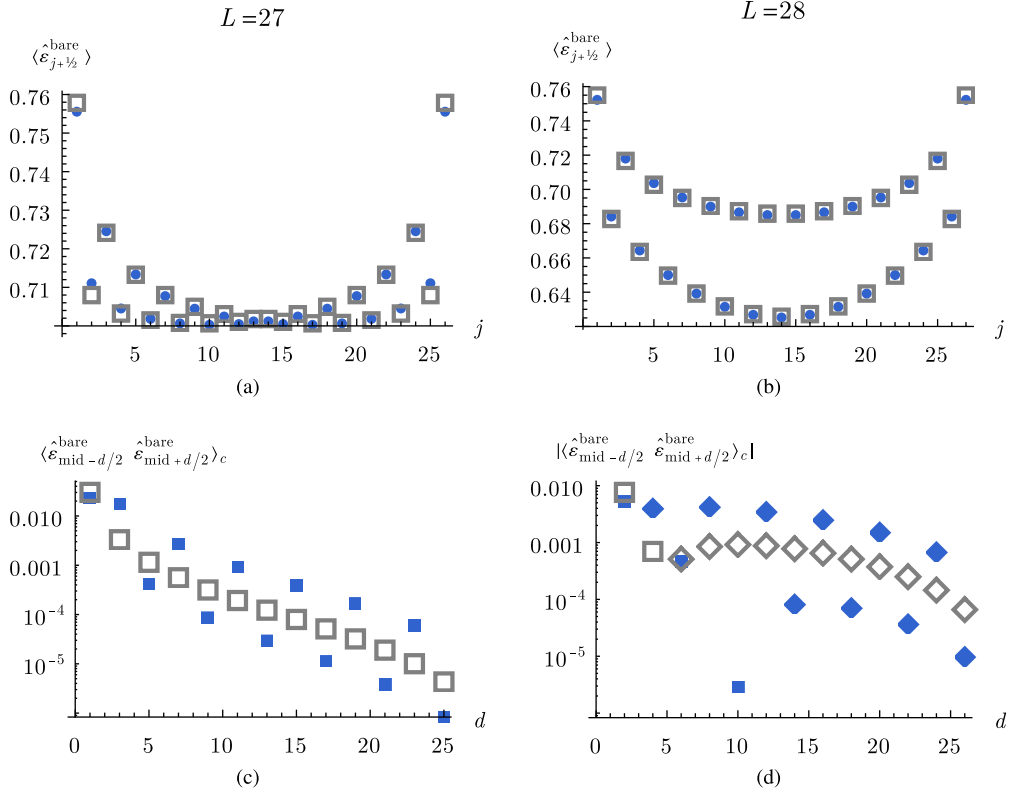 L=27
L=28
⟨ε̂^bare_{j+½}⟩
⟨ε̂^bare_{j+½}⟩
0.76
0.75
0.74
0.73
0.72
0.71
5 10 15 20 25
j
0.76
0.74
0.72
0.70
0.68
0.66
0.64
5 10 15 20 25
j
(a)
(b)
⟨ε̂^bare_{mid-d/2} ε̂^bare_{mid+d/2}⟩_c
|⟨ε̂^bare_{mid-d/2} ε̂^bare_{mid+d/2}⟩_c|
0.010
0.001
10^-4
10^-5
0 5 10 15 20 25
d
0.010
0.001
10^-4
10^-5
0 5 10 15 20 25
d
(c)
(d)